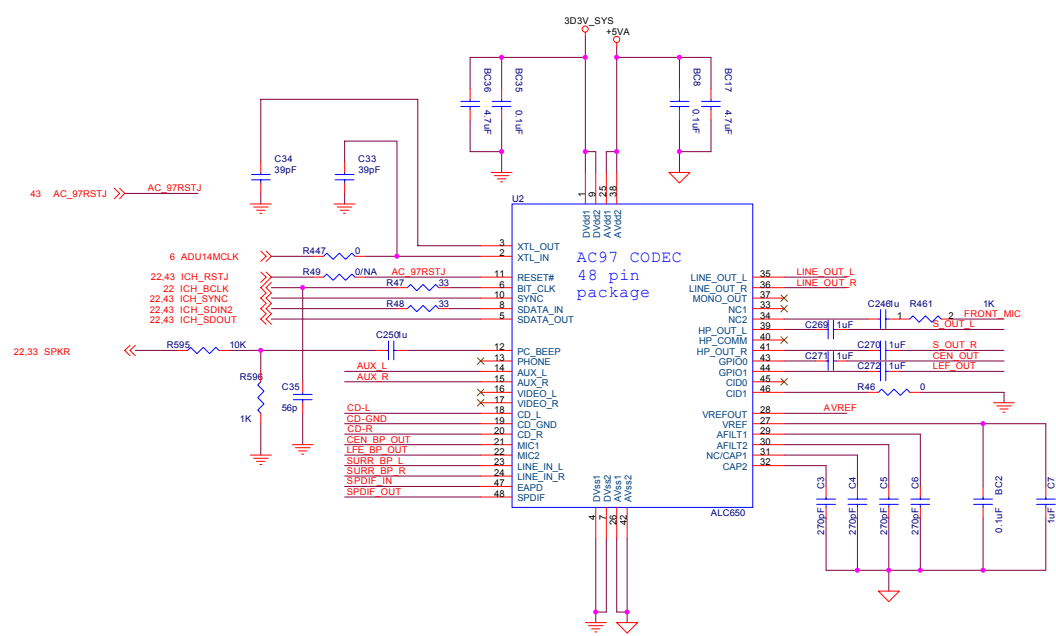 3D3V_SYS
+5VA
BC36
4.7uF
BC35
0.1uF
BC8
0.1uF
BC17
4.7uF
C34
39pF
C33
39pF
43 AC_97RSTJ
AC_97RSTJ
U2
1
9
25
38
DVdd1
DVdd2
AVdd1
AVdd2
AC97 CODEC
48 pin
package
3 XTL_OUT
6 ADU14MCLK R447 0 2 XTL_IN
22,43 ICH_RSTJ R49 0/NA AC_97RSTJ 11 RESET#
22 ICH_BCLK R47 33 6 BIT_CLK
22,43 ICH_SYNC 10 SYNC
22,43 ICH_SDIN2 R48 33 8 SDATA_IN
22,43 ICH_SDOUT 5 SDATA_OUT
22,33 SPKR R595 10K C250 1u 12 PC_BEEP
R596
1K
C35
56p
13 PHONE
AUX_L 14 AUX_L
AUX_R 15 AUX_R
16 VIDEO_L
17 VIDEO_R
CD-L 18 CD_L
CD-GND 19 CD_GND
CD-R 20 CD_R
CEN_BP_OUT 21 MIC1
LFE_BP_OUT 22 MIC2
SURR_BP_L 23 LINE_IN_L
SURR_BP_R 24 LINE_IN_R
SPDIF_IN 47 EAPD
SPDIF_OUT 48 SPDIF
LINE_OUT_L 35 LINE_OUT_L
LINE_OUT_R 36 LINE_OUT_R
MONO_OUT 37
NC1 33
NC2 34 C246 1u 1 R461 2 1K FRONT_MIC
HP_OUT_L 39 C269 1uF S_OUT_L
HP_COMM 40
HP_OUT_R 41 C270 1uF S_OUT_R
GPIO0 43 C271 1uF CEN_OUT
GPIO1 44 C272 1uF LEF_OUT
CID0 45
CID1 46 R46 0
VREFOUT 28 AVREF
VREF 27
AFILT1 29
AFILT2 30
NC/CAP1 31
CAP2 32
C3
270pF
C4
270pF
C5
270pF
C6
270pF
BC2
0.1uF
C7
1uF
DVss1
DVss2
AVss1
AVss2
4
7
26
42
ALC650